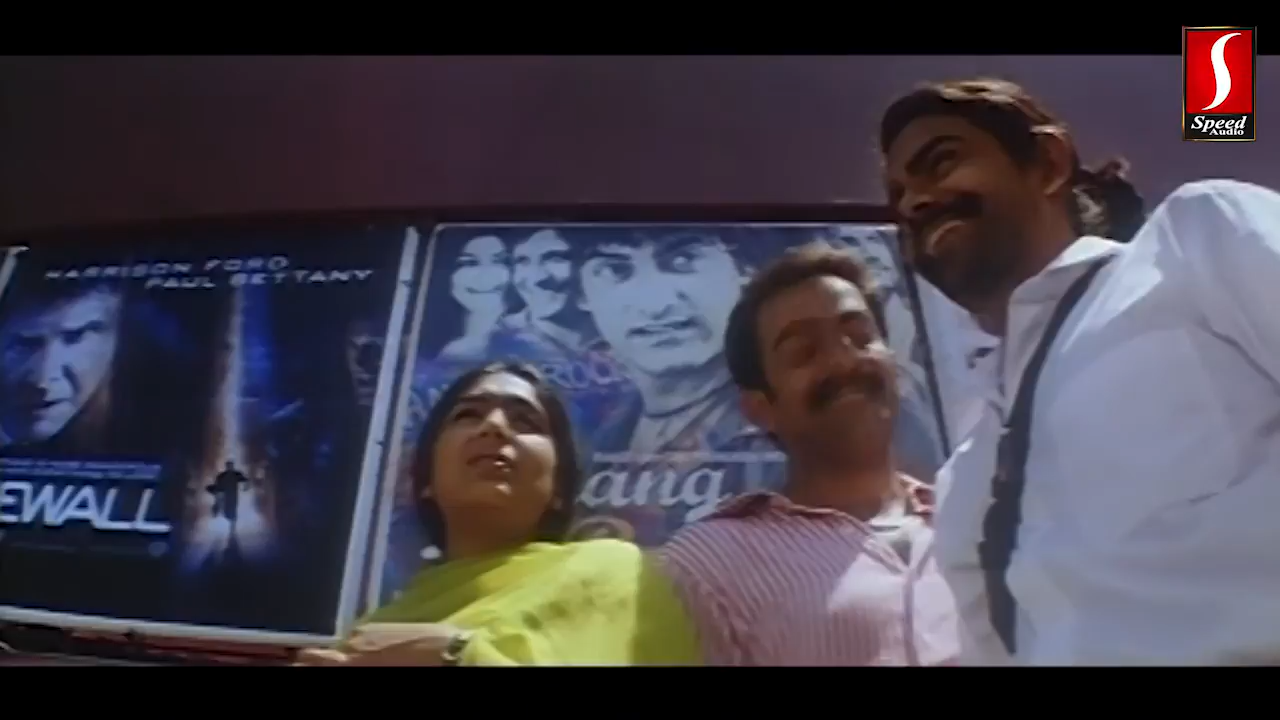 HARRISON FORD
PAUL BETTANY
EWALL
ang
S
Speed
Audio